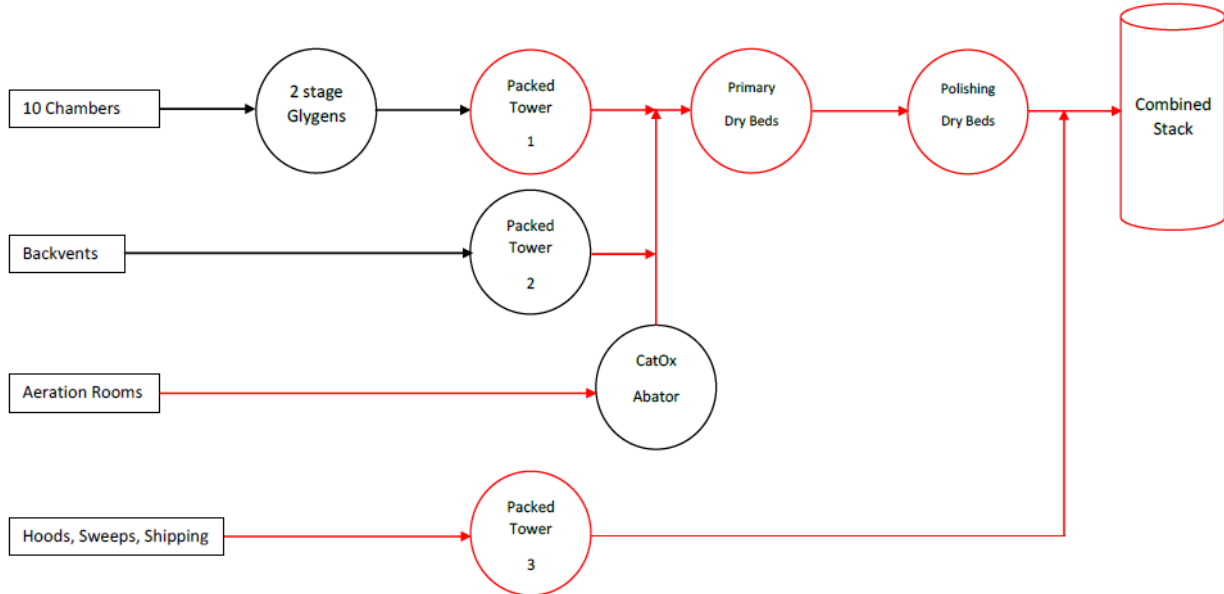 10 Chambers
2 stage
Glygens
Packed
Tower
1
Primary
Dry Beds
Polishing
Dry Beds
Combined
Stack
Backvents
Packed
Tower
2
Aeration Rooms
CatOx
Abator
Hoods, Sweeps, Shipping
Packed
Tower
3